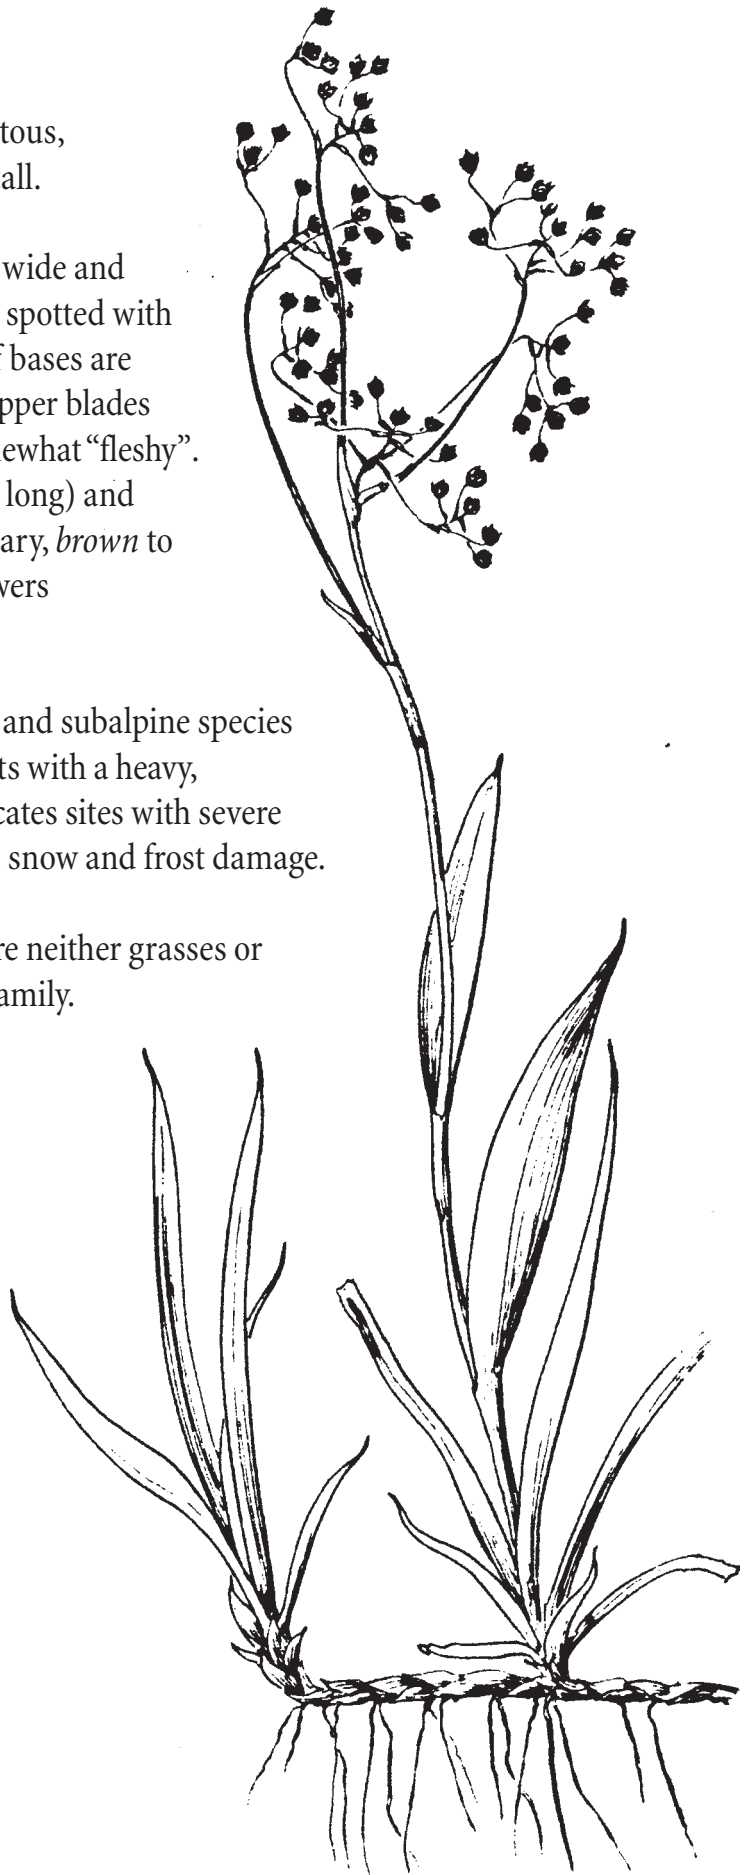 tous,
all.
wide and
spotted with
f bases are
pper blades
ewhat “fleshy”.
long) and
ary, brown to
wers
and subalpine species
ts with a heavy,
cates sites with severe
snow and frost damage.
re neither grasses or
amily.